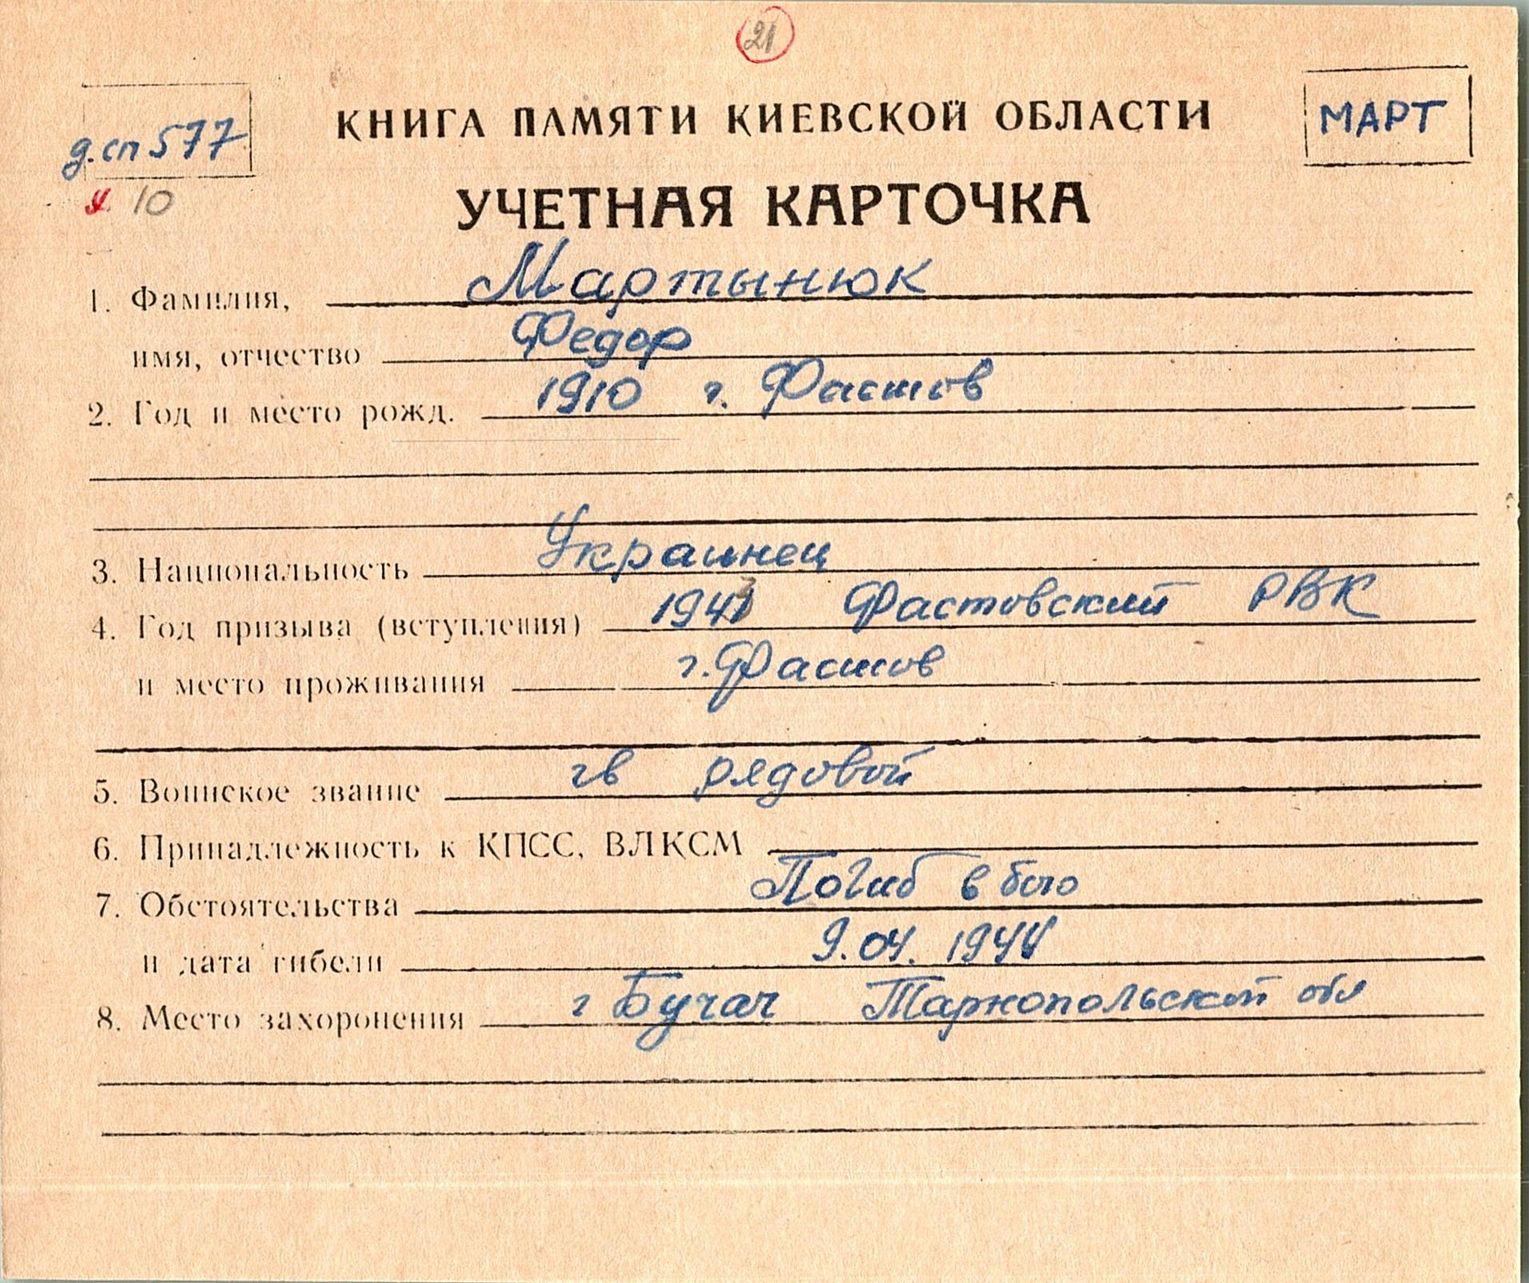 21
КНИГА ПАМЯТИ КИЕВСКОЙ ОБЛАСТИ
МАРТ
д.сп 577
10
УЧЕТНАЯ КАРТОЧКА
1. Фамилия, Мартынюк
имя, отчество Федор
2. Год и место рожд. 1910 г. Фастов
3. Национальность Украинец
4. Год призыва (вступления) 1943 Фастовский РВК
и место проживания г. Фастов
5. Воинское звание гв рядовой
6. Принадлежность к КПСС, ВЛКСМ
7. Обстоятельства Погиб в бою
и дата гибели 9.04.1944
8. Место захоронения г Бучач Тарнопольской обл